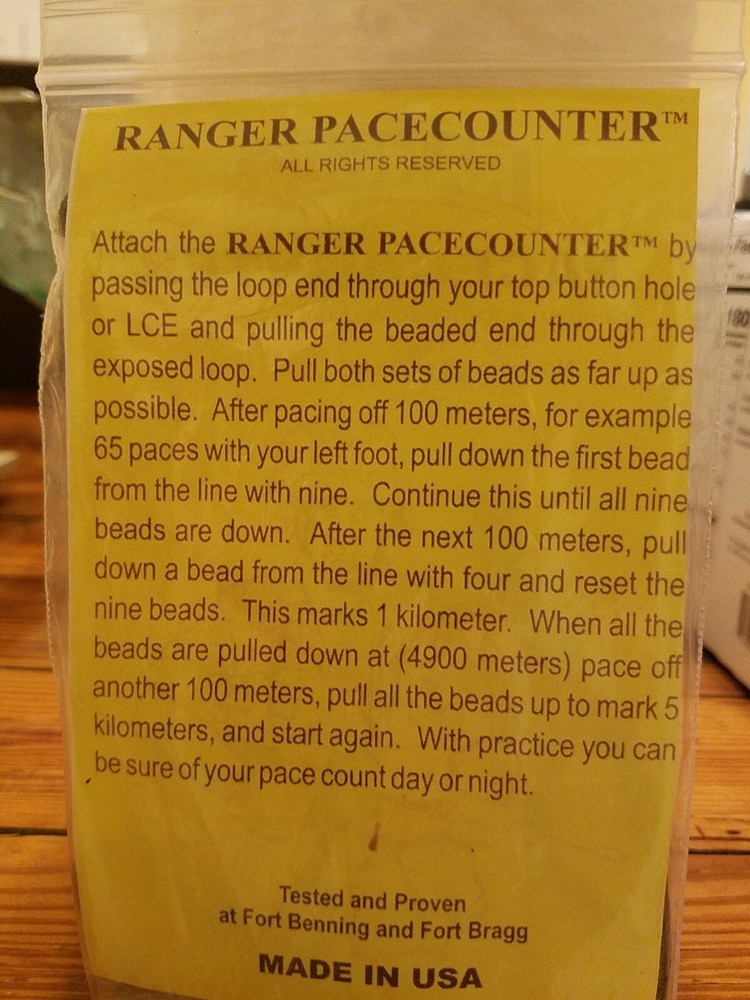 RANGER PACECOUNTER™
ALL RIGHTS RESERVED
Attach the RANGER PACECOUNTER™ by
passing the loop end through your top button hole
or LCE and pulling the beaded end through the
exposed loop. Pull both sets of beads as far up as
possible. After pacing off 100 meters, for example
65 paces with your left foot, pull down the first bead
from the line with nine. Continue this until all nine
beads are down. After the next 100 meters, pull
down a bead from the line with four and reset the
nine beads. This marks 1 kilometer. When all the
beads are pulled down at (4900 meters) pace off
another 100 meters, pull all the beads up to mark 5
kilometers, and start again. With practice you can
be sure of your pace count day or night.
Tested and Proven
at Fort Benning and Fort Bragg
MADE IN USA